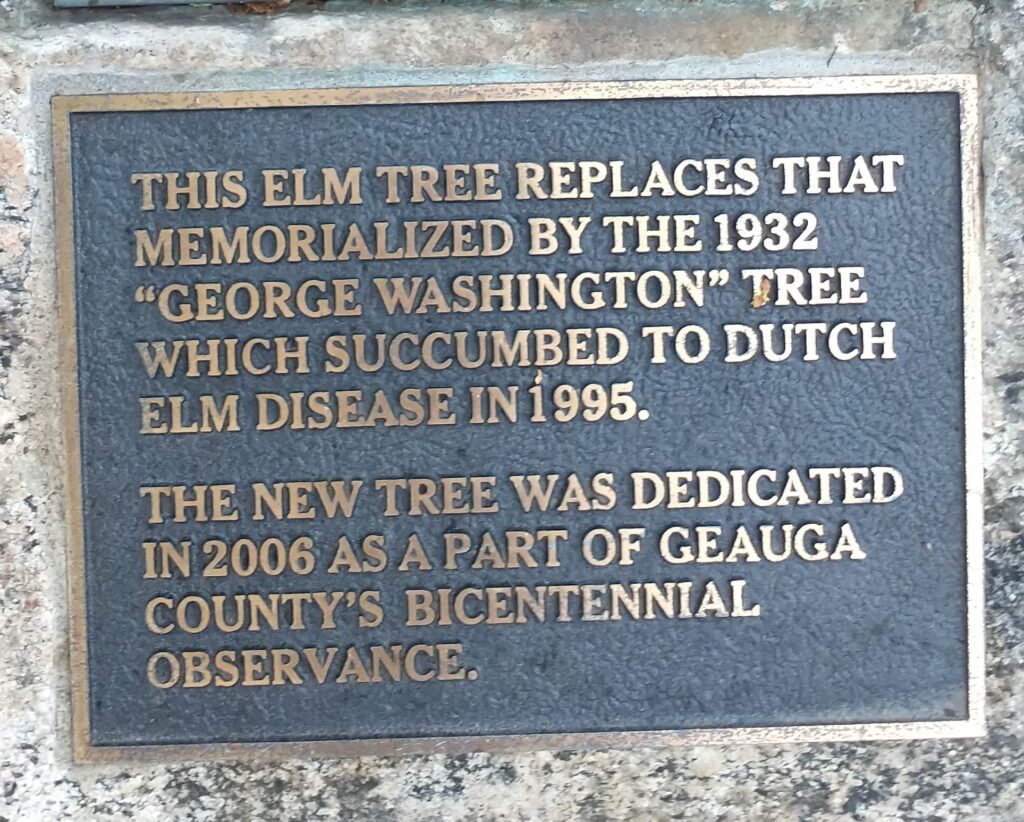 THIS ELM TREE REPLACES THAT
MEMORIALIZED BY THE 1932
“GEORGE WASHINGTON” TREE
WHICH SUCCUMBED TO DUTCH
ELM DISEASE IN 1995.
THE NEW TREE WAS DEDICATED
IN 2006 AS A PART OF GEAUGA
COUNTY’S BICENTENNIAL
OBSERVANCE.